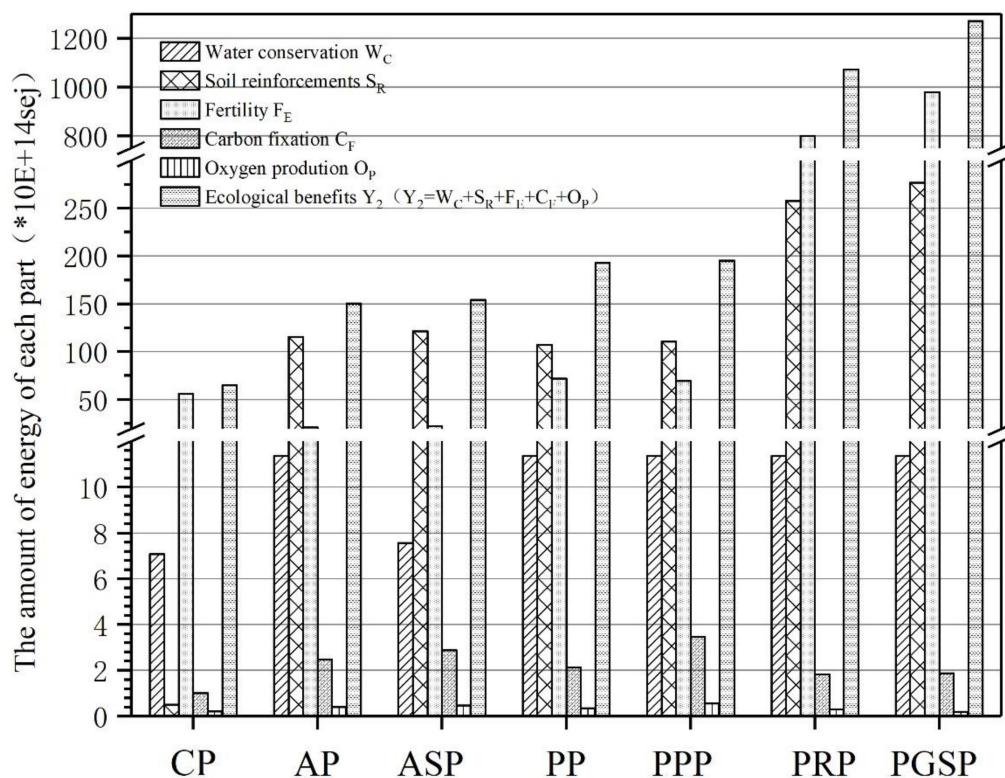 The amount of energy of each part（*10E+14sej）
1200
1000
800
250
200
150
100
50
10
8
6
4
2
0
Water conservation W_C
Soil reinforcements S_R
Fertility F_E
Carbon fixation C_F
Oxygen prodution O_P
Ecological benefits Y_2（Y_2=W_C+S_R+F_E+C_F+O_P）
CP AP ASP PP PPP PRP PGSP